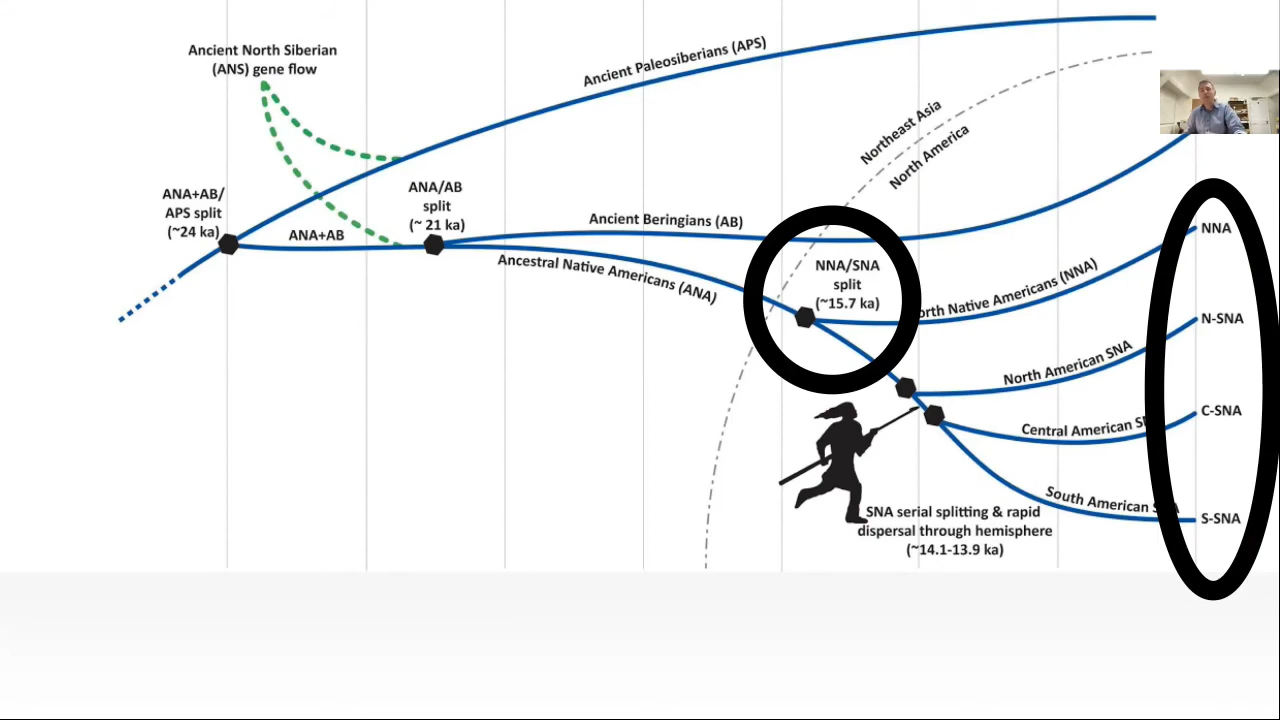 Ancient North Siberian
(ANS) gene flow
Ancient Paleosiberians (APS)
Northeast Asia
North America
ANA+AB/
APS split
(~24 ka)
ANA+AB
ANA/AB
split
(~ 21 ka)
Ancient Beringians (AB)
Ancestral Native Americans (ANA)
NNA/SNA
split
(~15.7 ka)
Native Americans (NNA)
NNA
North American SNA
N-SNA
Central American
C-SNA
South American
S-SNA
SNA serial splitting & rapid
dispersal through hemisphere
(~14.1-13.9 ka)